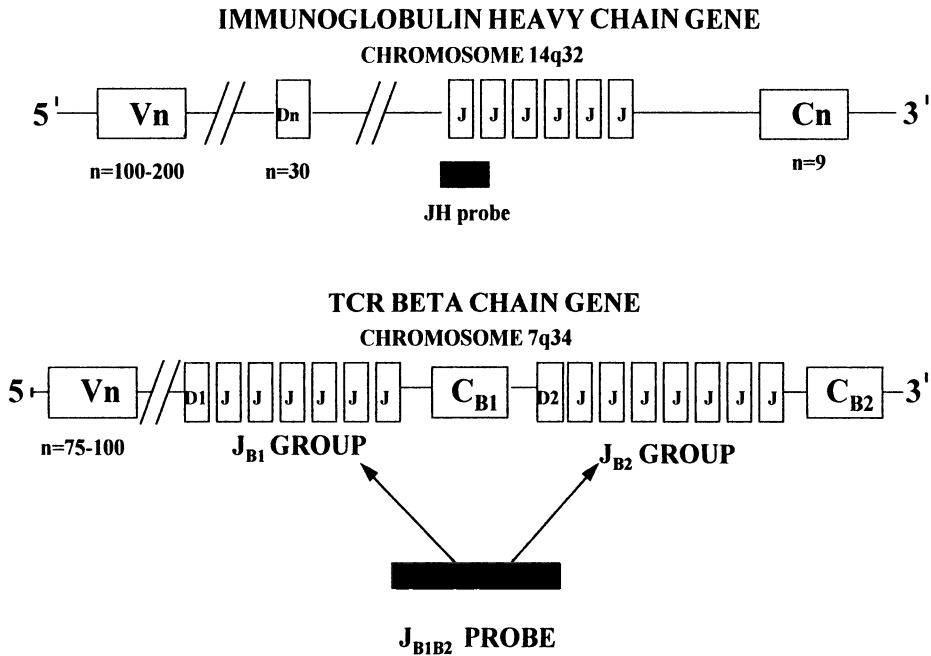 IMMUNOGLOBULIN HEAVY CHAIN GENE
CHROMOSOME 14q32
5' Vn Dn J J J J J J Cn 3'
n=100-200 n=30 n=9
JH probe
TCR BETA CHAIN GENE
CHROMOSOME 7q34
5' Vn D1 J J J J J J CB1 D2 J J J J J J J CB2 3'
n=75-100
JB1 GROUP JB2 GROUP
JB1B2 PROBE